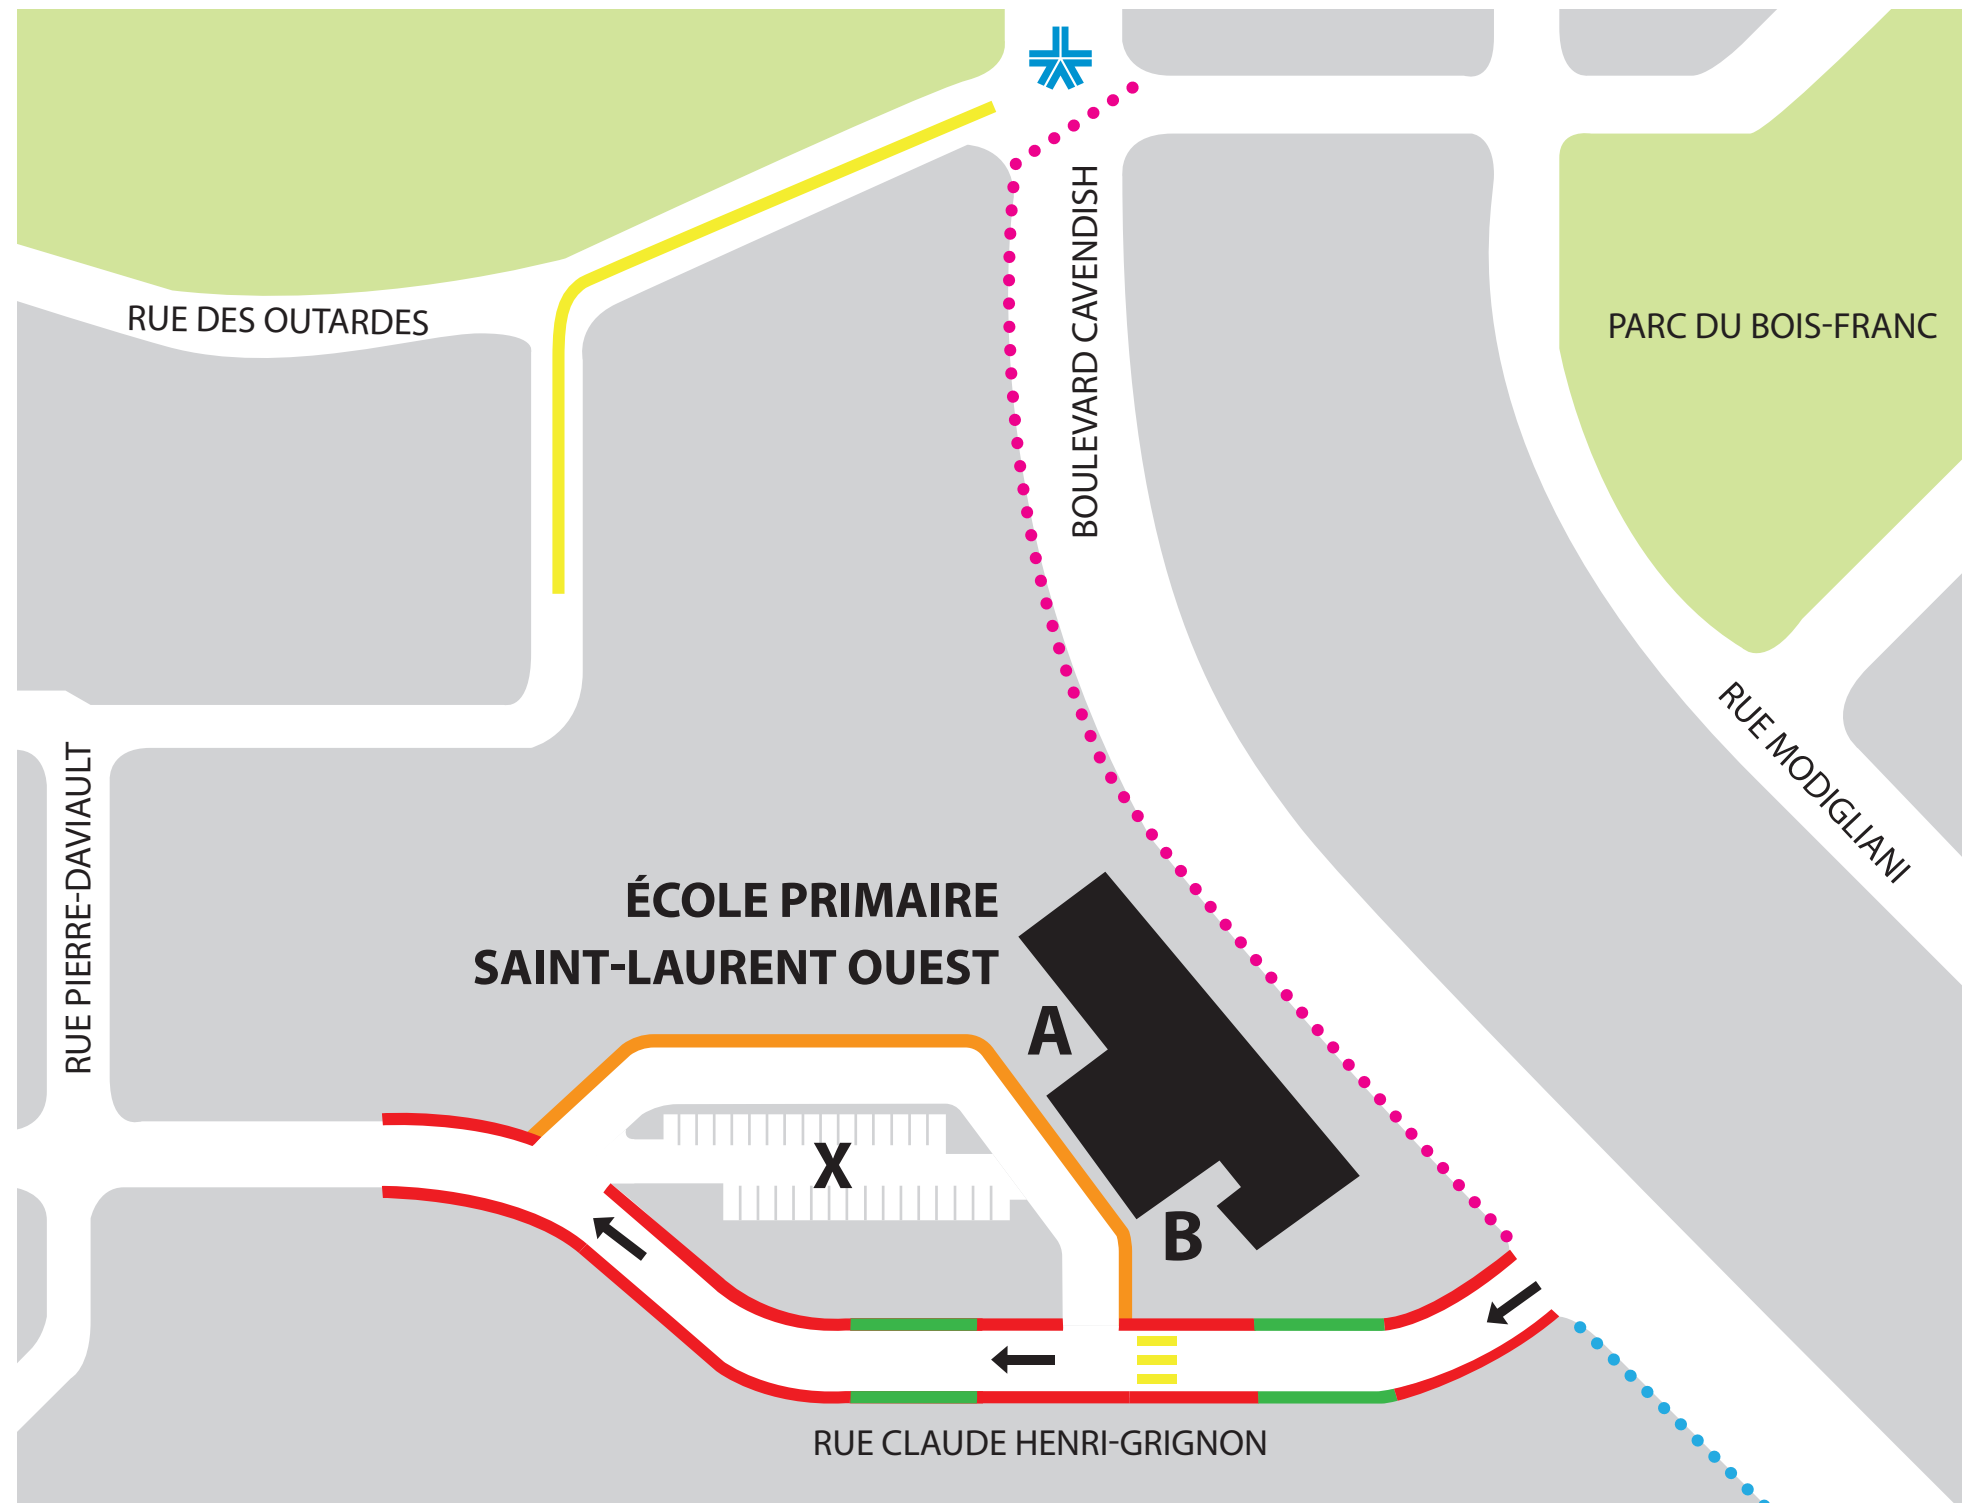 BOULEVARD CAVENDISH
RUE DES OUTARDES
PARC DU BOIS-FRANC
RUE MODIGLIANI
RUE PIERRE-DAVIAULT
ÉCOLE PRIMAIRE
SAINT-LAURENT OUEST
A
X
B
RUE CLAUDE HENRI-GRIGNON